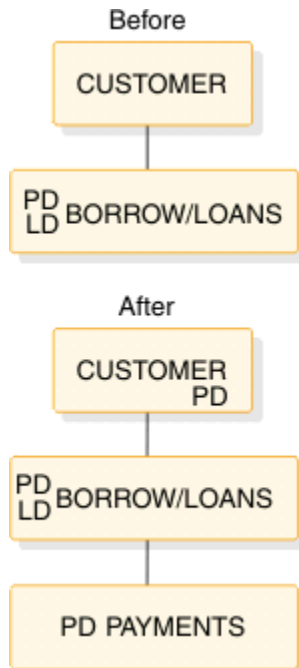 Before
CUSTOMER
PD
LD BORROW/LOANS
After
CUSTOMER
PD
PD
LD BORROW/LOANS
PD PAYMENTS